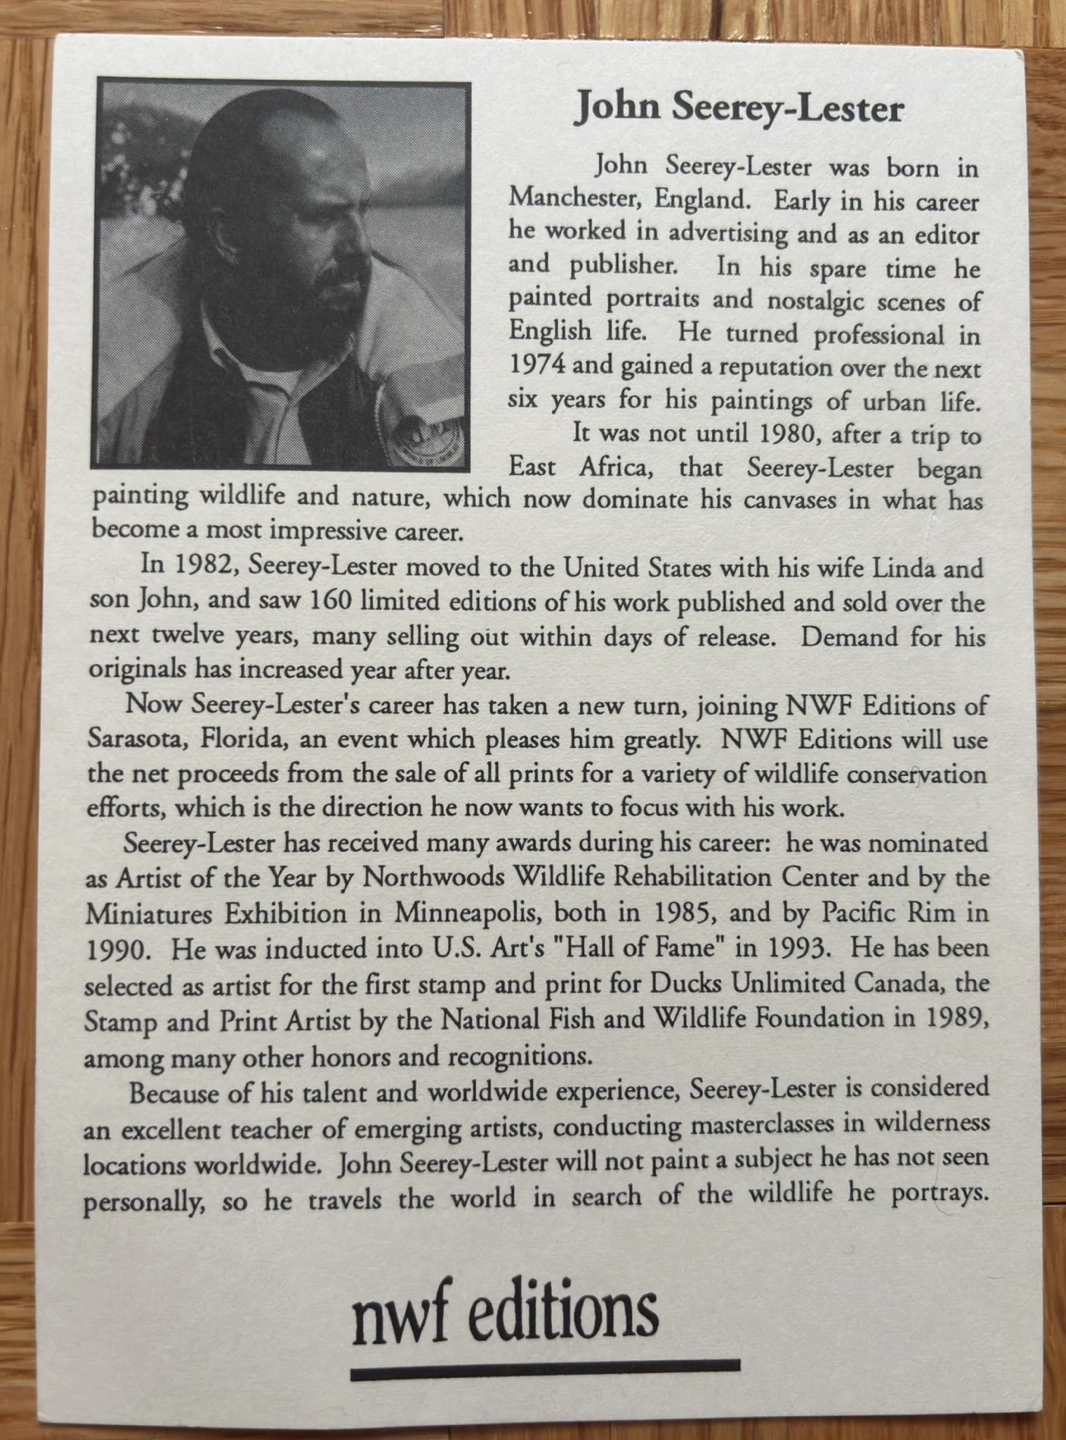 John Seerey-Lester
John Seerey-Lester was born in
Manchester, England. Early in his career
he worked in advertising and as an editor
and publisher. In his spare time he
painted portraits and nostalgic scenes of
English life. He turned professional in
1974 and gained a reputation over the next
six years for his paintings of urban life.
It was not until 1980, after a trip to
East Africa, that Seerey-Lester began
painting wildlife and nature, which now dominate his canvases in what has
become a most impressive career.
In 1982, Seerey-Lester moved to the United States with his wife Linda and
son John, and saw 160 limited editions of his work published and sold over the
next twelve years, many selling out within days of release. Demand for his
originals has increased year after year.
Now Seerey-Lester's career has taken a new turn, joining NWF Editions of
Sarasota, Florida, an event which pleases him greatly. NWF Editions will use
the net proceeds from the sale of all prints for a variety of wildlife conservation
efforts, which is the direction he now wants to focus with his work.
Seerey-Lester has received many awards during his career: he was nominated
as Artist of the Year by Northwoods Wildlife Rehabilitation Center and by the
Miniatures Exhibition in Minneapolis, both in 1985, and by Pacific Rim in
1990. He was inducted into U.S. Art's "Hall of Fame" in 1993. He has been
selected as artist for the first stamp and print for Ducks Unlimited Canada, the
Stamp and Print Artist by the National Fish and Wildlife Foundation in 1989,
among many other honors and recognitions.
Because of his talent and worldwide experience, Seerey-Lester is considered
an excellent teacher of emerging artists, conducting masterclasses in wilderness
locations worldwide. John Seerey-Lester will not paint a subject he has not seen
personally, so he travels the world in search of the wildlife he portrays.
nwf editions